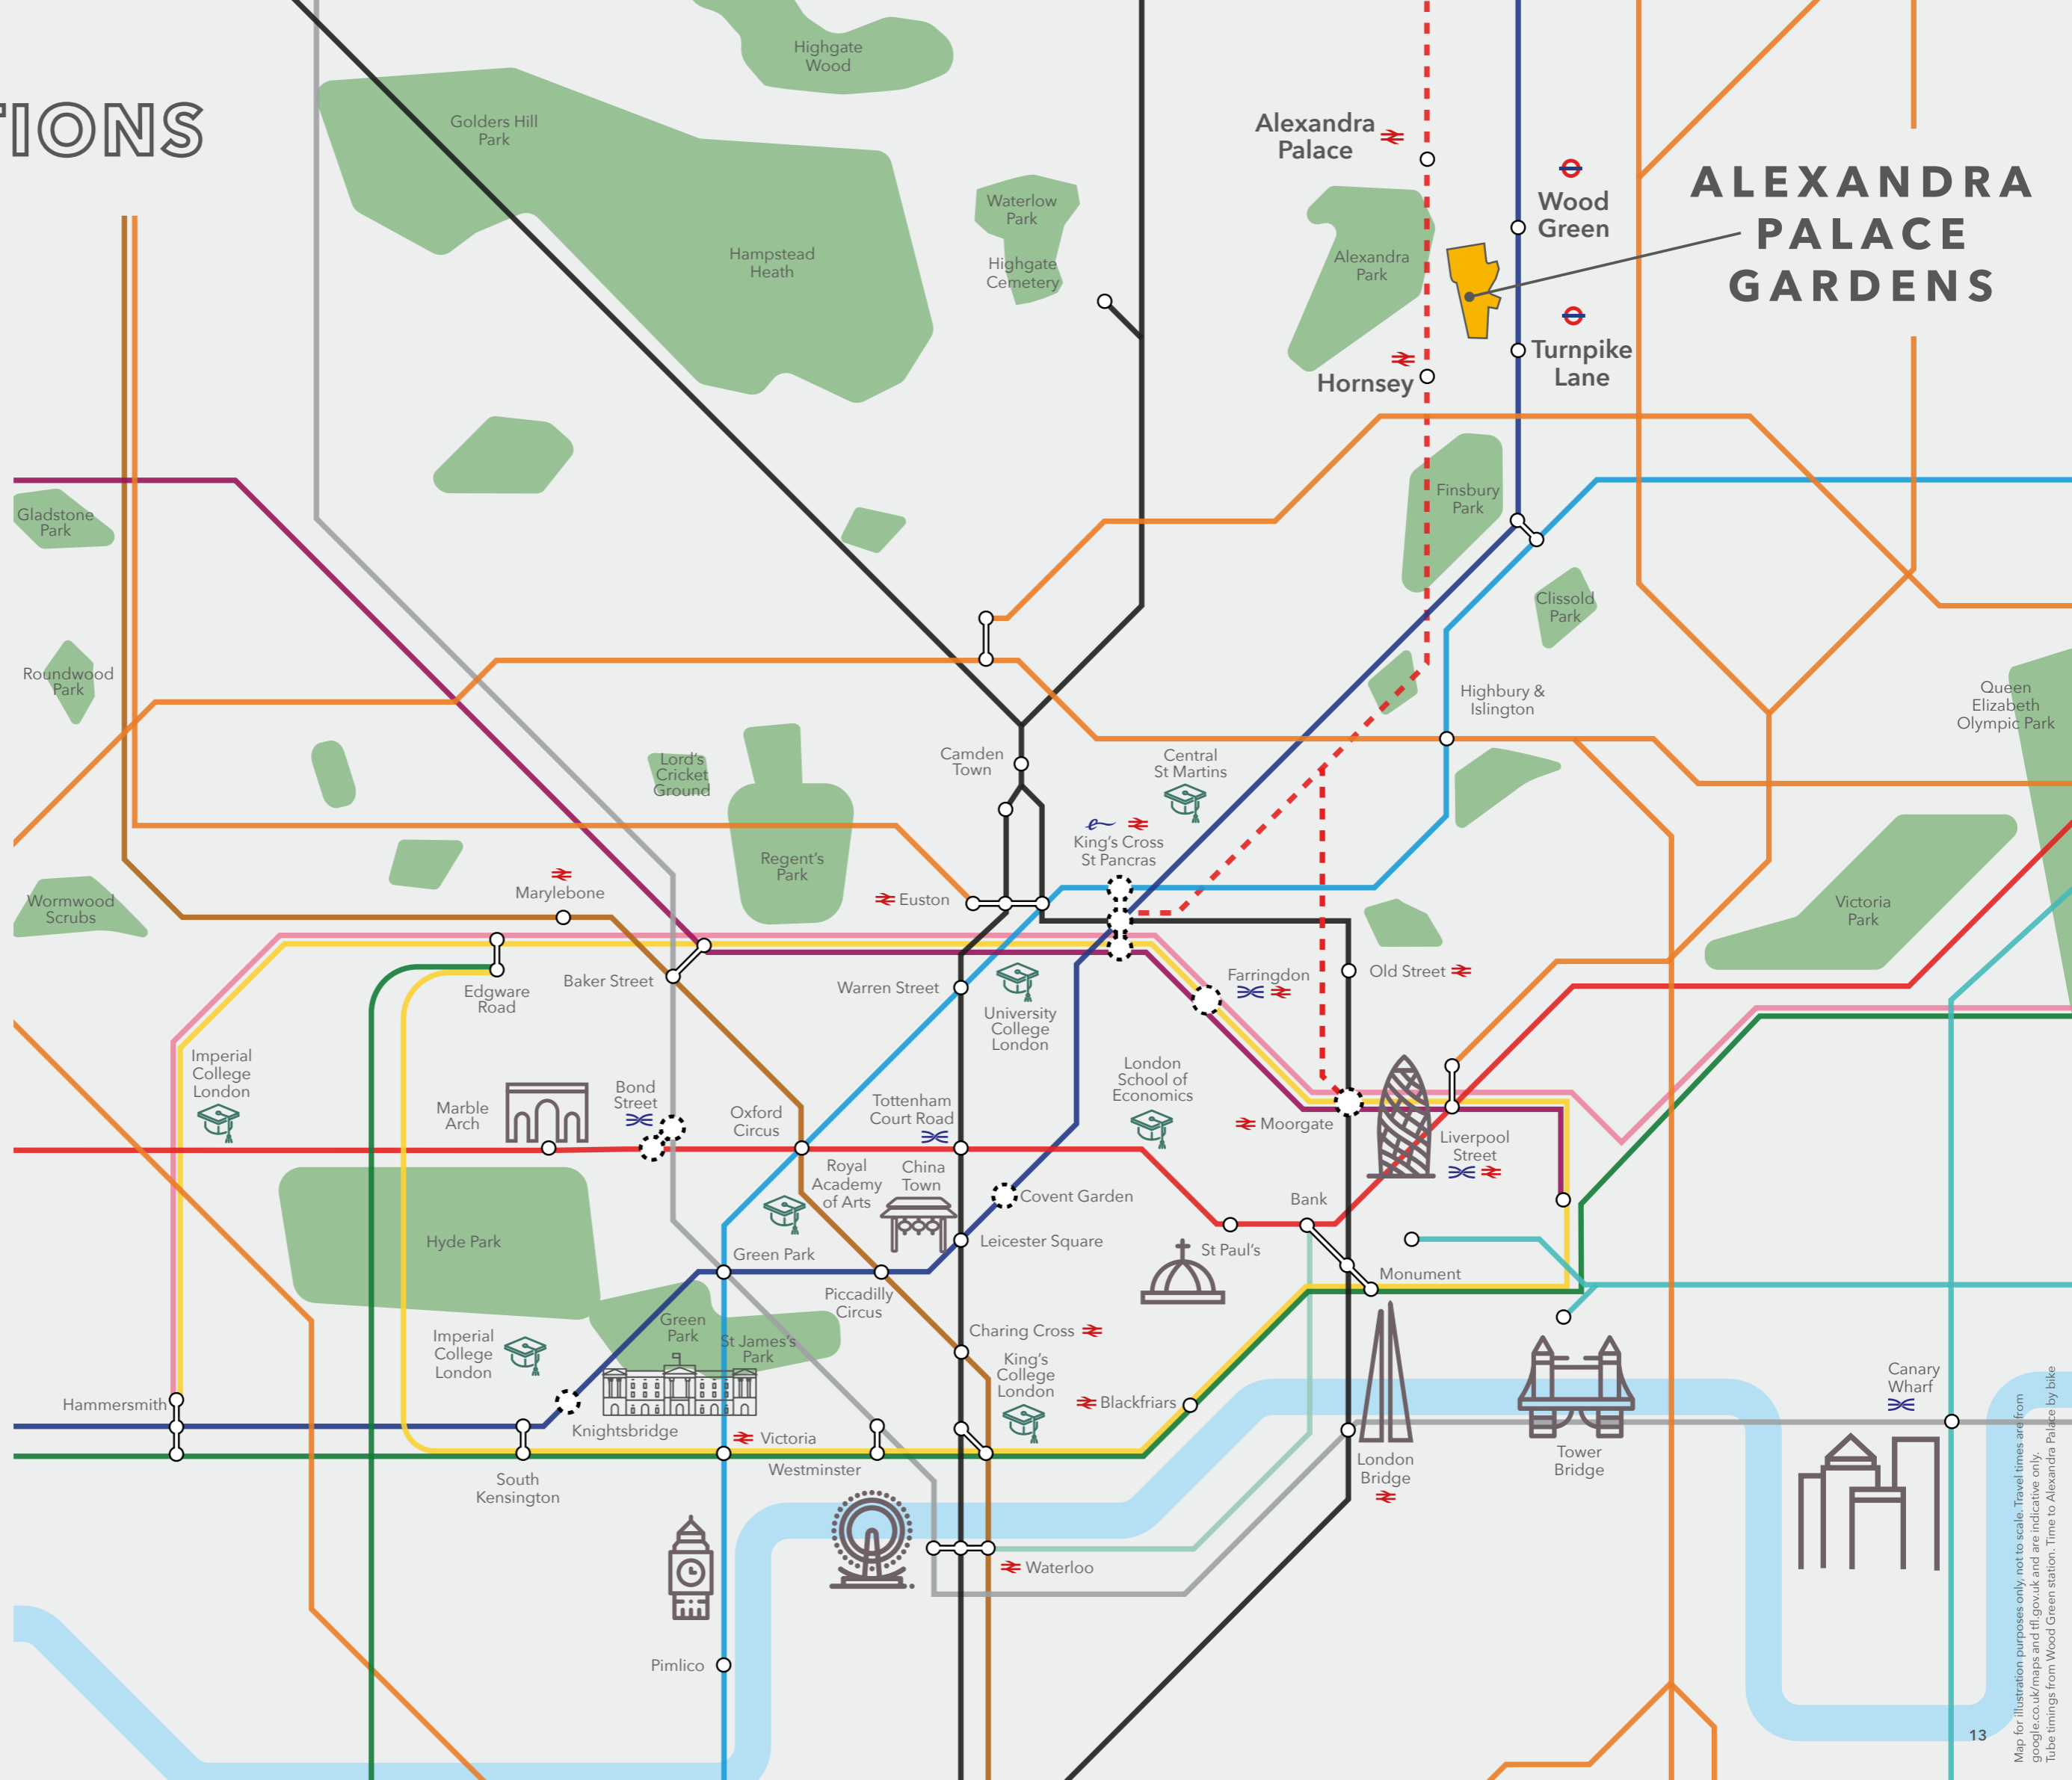 TIONS
Highgate
Wood
Golders Hill
Park
Hampstead
Heath
Waterlow
Park
Highgate
Cemetery
Alexandra
Palace
Alexandra
Park
Hornsey
Wood
Green
Turnpike
Lane
ALEXANDRA
PALACE
GARDENS
Gladstone
Park
Finsbury
Park
Clissold
Park
Roundwood
Park
Highbury &
Islington
Queen
Elizabeth
Olympic Park
Lord's
Cricket
Ground
Camden
Town
Central
St Martins
King's Cross
St Pancras
Regent's
Park
Marylebone
Euston
Wormwood
Scrubs
Victoria
Park
Edgware
Road
Baker Street
Warren Street
University
College
London
Farringdon
Old Street
Imperial
College
London
Marble
Arch
Bond
Street
Oxford
Circus
Tottenham
Court Road
London
School of
Economics
Moorgate
Liverpool
Street
Royal
Academy
of Arts
China
Town
Covent Garden
Bank
Hyde Park
Green Park
Leicester Square
St Paul's
Monument
Piccadilly
Circus
Green
Park
St James's
Park
Charing Cross
Imperial
College
London
King's
College
London
Blackfriars
Canary
Wharf
Hammersmith
Knightsbridge
Victoria
Westminster
South
Kensington
London
Bridge
Tower
Bridge
Waterloo
Pimlico
13
Map for illustration purposes only, not to scale. Travel times are from
google.co.uk/maps and tfl.gov.uk and are indicative only.
Tube timings from Wood Green station. Time to Alexandra Palace by bike